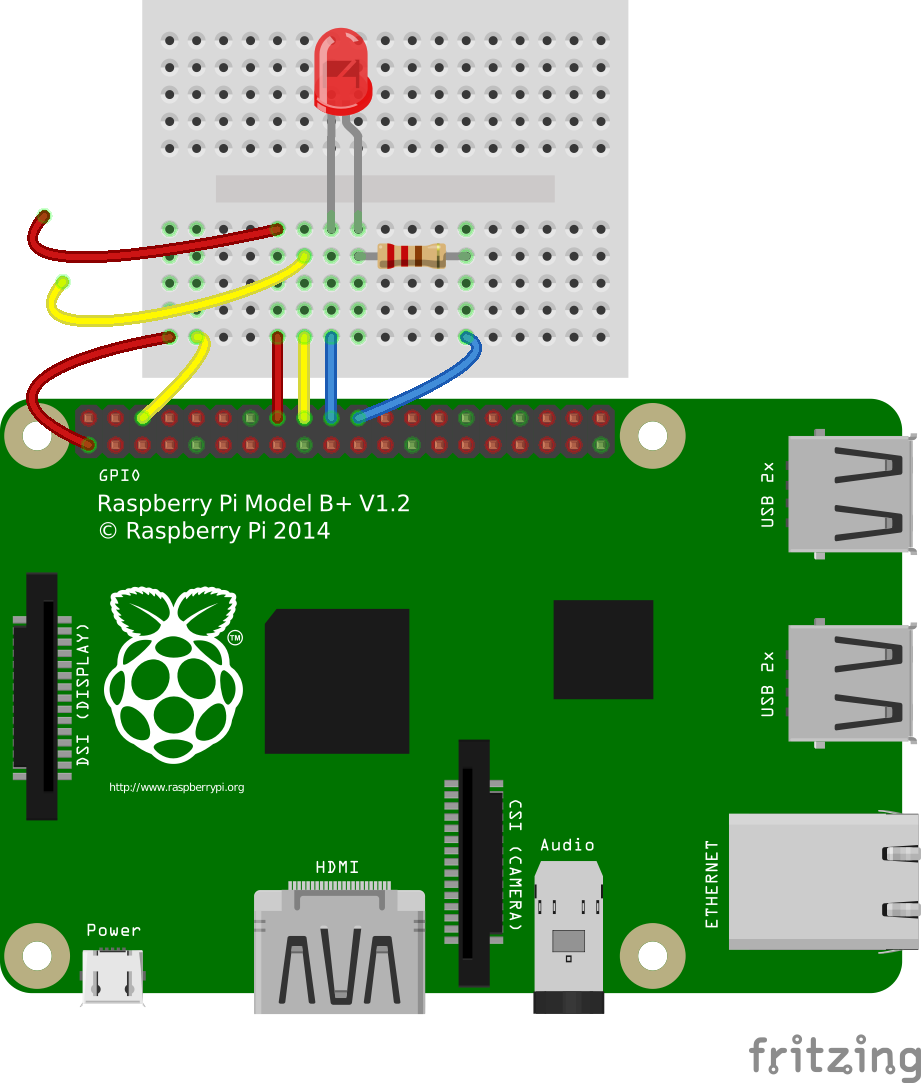 GPIO
Raspberry Pi Model B+ V1.2
© Raspberry Pi 2014
USB 2x
DSI (DISPLAY)
TM
USB 2x
http://www.raspberrypi.org
CSI (CAMERA)
Audio
ETHERNET
HDMI
Power
fritzing